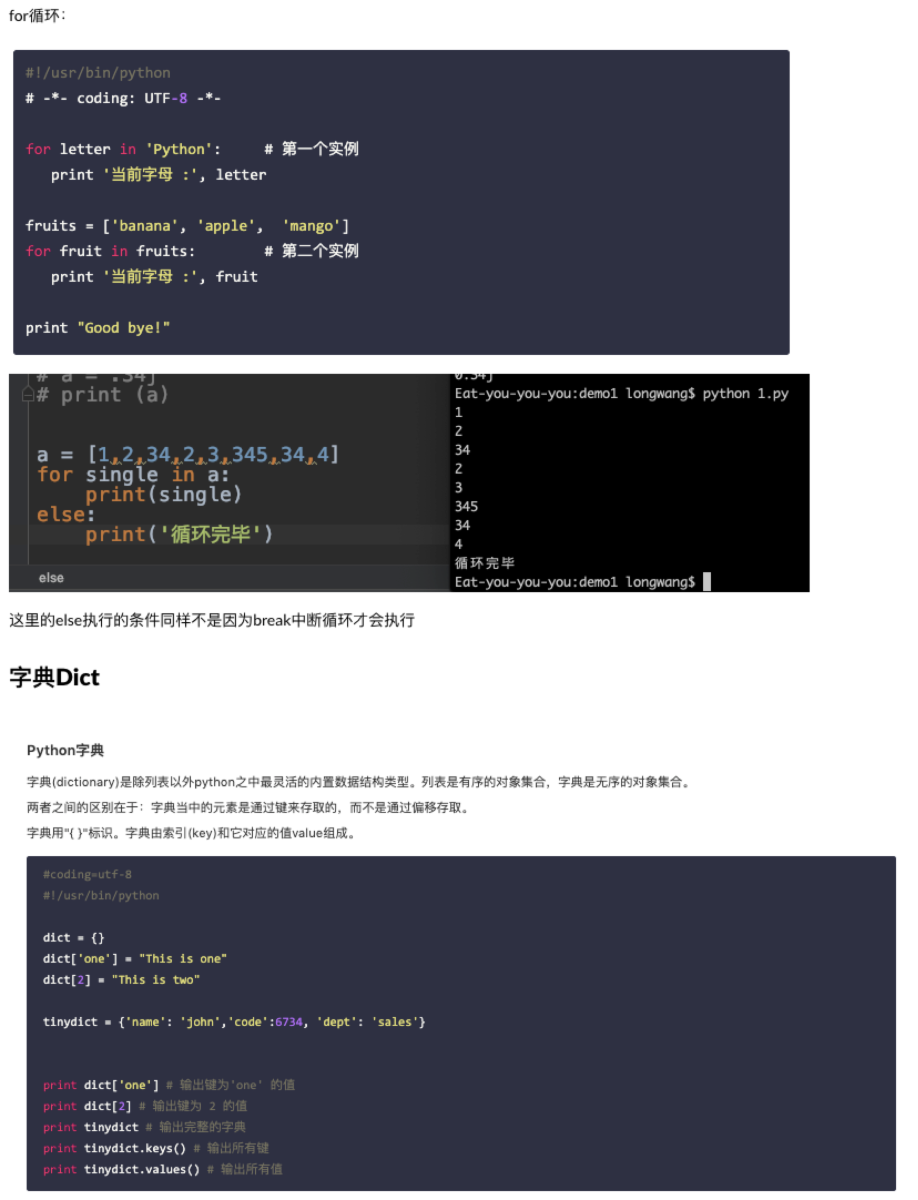 for循环：
#!/usr/bin/python
# -*- coding: UTF-8 -*-
for letter in 'Python':     # 第一个实例
   print '当前字母 :', letter
fruits = ['banana', 'apple',  'mango']
for fruit in fruits:        # 第二个实例
   print '当前字母 :', fruit
print "Good bye!"
# a = .34j
# print (a)
a = [1,2,34,2,3,345,34,4]
for single in a:
    print(single)
else:
    print('循环完毕')
else
0.34j
Eat-you-you-you:demo1 longwang$ python 1.py
1
2
34
2
3
345
34
4
循环完毕
Eat-you-you-you:demo1 longwang$
这里的else执行的条件同样不是因为break中断循环才会执行
字典Dict
Python字典
字典(dictionary)是除列表以外python之中最灵活的内置数据结构类型。列表是有序的对象集合，字典是无序的对象集合。
两者之间的区别在于：字典当中的元素是通过键来存取的，而不是通过偏移存取。
字典用"{ }"标识。字典由索引(key)和它对应的值value组成。
#coding=utf-8
#!/usr/bin/python
dict = {}
dict['one'] = "This is one"
dict[2] = "This is two"
tinydict = {'name': 'john','code':6734, 'dept': 'sales'}
print dict['one'] # 输出键为'one' 的值
print dict[2] # 输出键为 2 的值
print tinydict # 输出完整的字典
print tinydict.keys() # 输出所有键
print tinydict.values() # 输出所有值